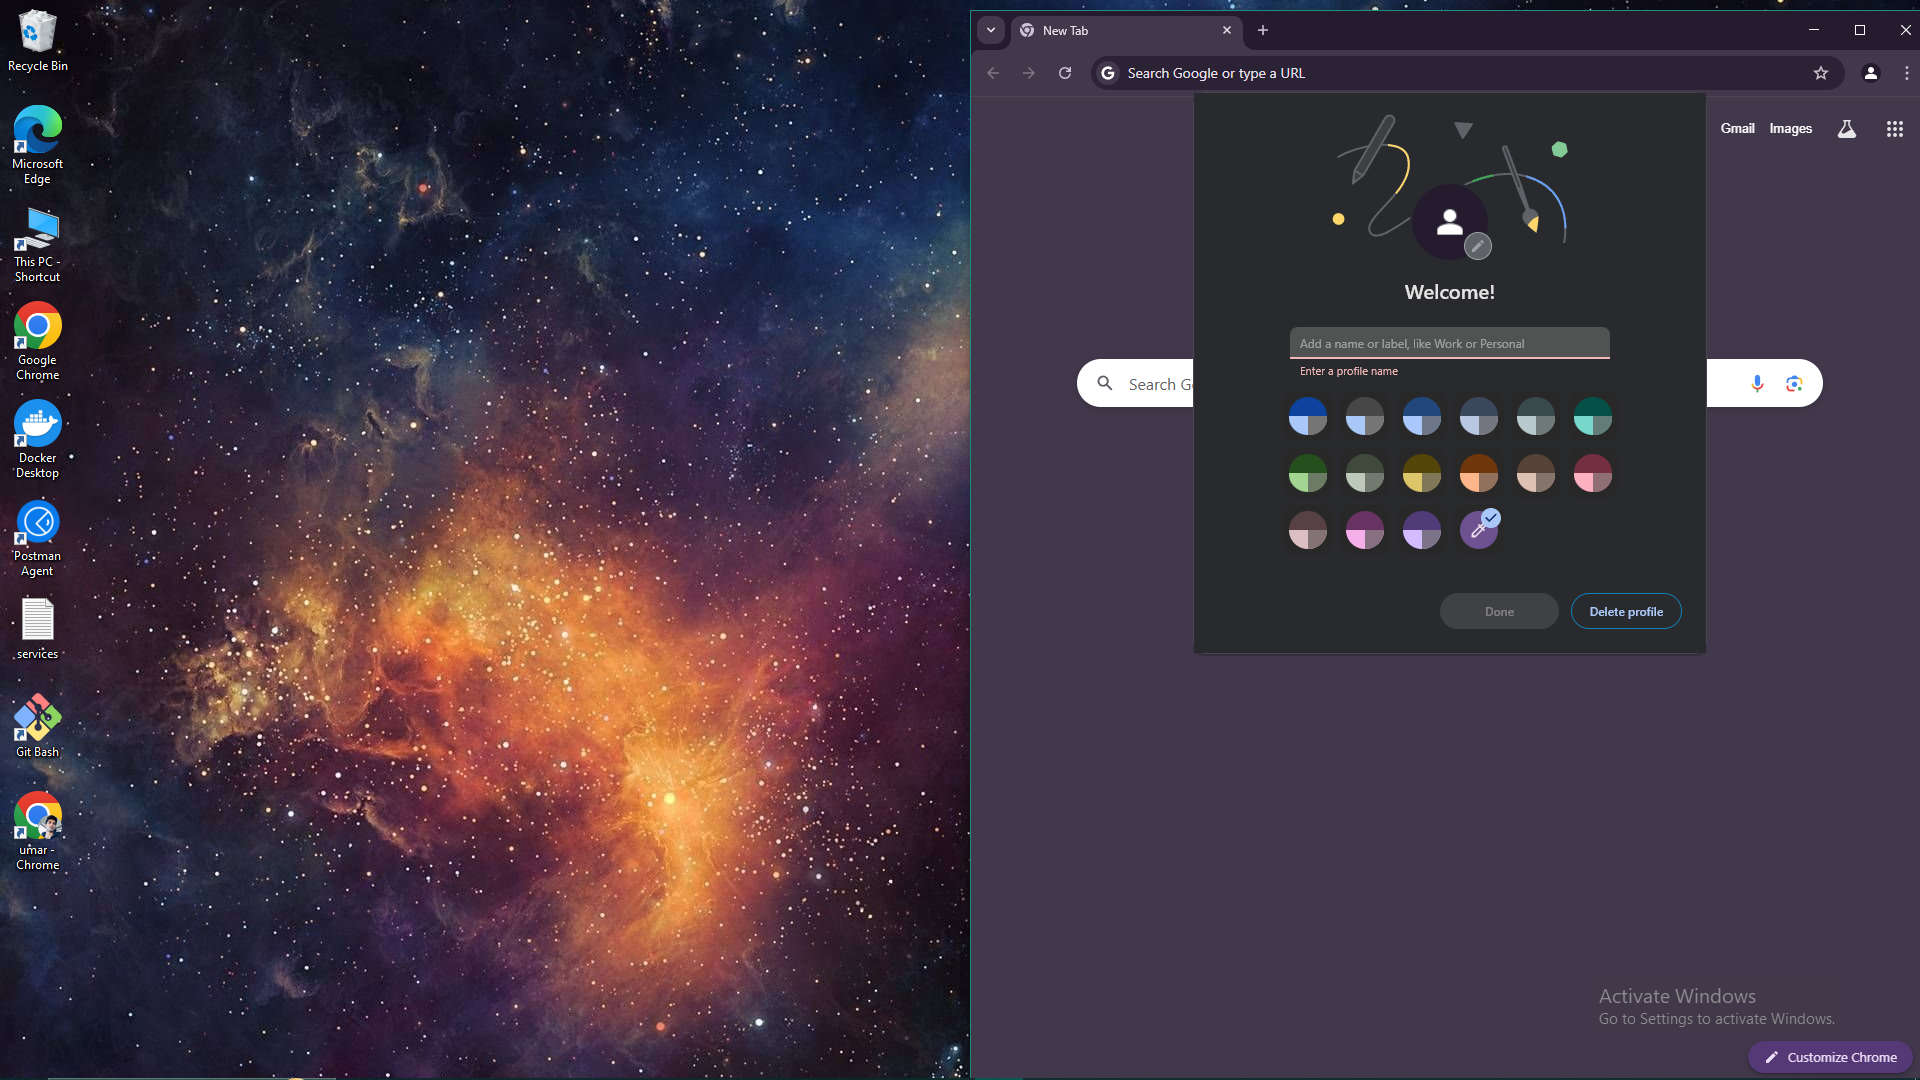 Recycle Bin
Microsoft
Edge
This PC -
Shortcut
Google
Chrome
Docker
Desktop
Postman
Agent
services
Git Bash
umar -
Chrome
New Tab
Search Google or type a URL
Gmail
Images
Welcome!
Add a name or label, like Work or Personal
Enter a profile name
Search G
Done
Delete profile
Activate Windows
Go to Settings to activate Windows.
Customize Chrome